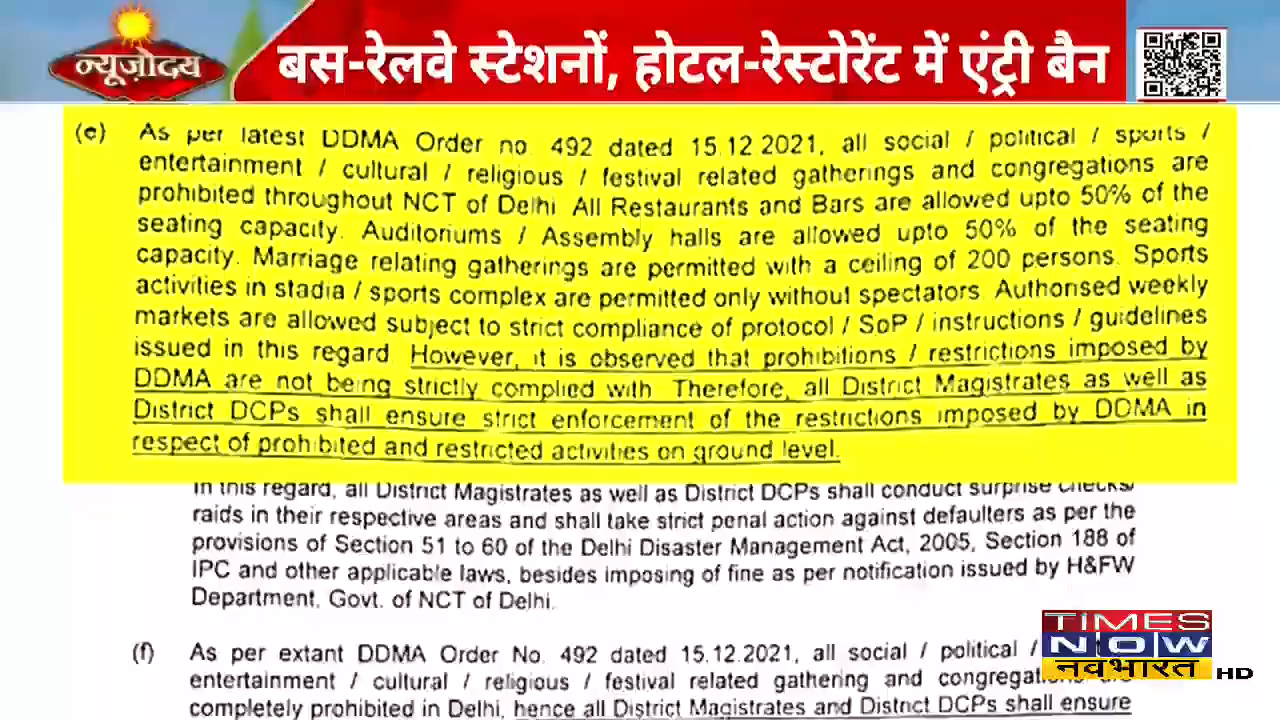 न्यूज़ोदय
बस-रेलवे स्टेशनों, होटल-रेस्टोरेंट में एंट्री बैन
(e) As per latest DDMA Order no. 492 dated 15.12.2021, all social / political / sports /
entertainment / cultural / religious / festival related gatherings and congregations are
prohibited throughout NCT of Delhi. All Restaurants and Bars are allowed upto 50% of the
seating capacity. Auditoriums / Assembly halls are allowed upto 50% of the seating
capacity. Marriage relating gatherings are permitted with a ceiling of 200 persons. Sports
activities in stadia / sports complex are permitted only without spectators. Authorised weekly
markets are allowed subject to strict compliance of protocol / SoP / instructions / guidelines
issued in this regard. However, it is observed that prohibitions / restrictions imposed by
DDMA are not being strictly complied with. Therefore, all District Magistrates as well as
District DCPs shall ensure strict enforcement of the restrictions imposed by DDMA in
respect of prohibited and restricted activities on ground level.
In this regard, all District Magistrates as well as District DCPs shall conduct surprise checks/
raids in their respective areas and shall take strict penal action against defaulters as per the
provisions of Section 51 to 60 of the Delhi Disaster Management Act, 2005, Section 188 of
IPC and other applicable laws, besides imposing of fine as per notification issued by H&FW
Department, Govt. of NCT of Delhi.
(f) As per extant DDMA Order No. 492 dated 15.12.2021, all social / political /
entertainment / cultural / religious / festival related gathering and
completely prohibited in Delhi, hence all District Magistrates and District DCPs shall ensure
TIMES
NOW
नवभारत HD